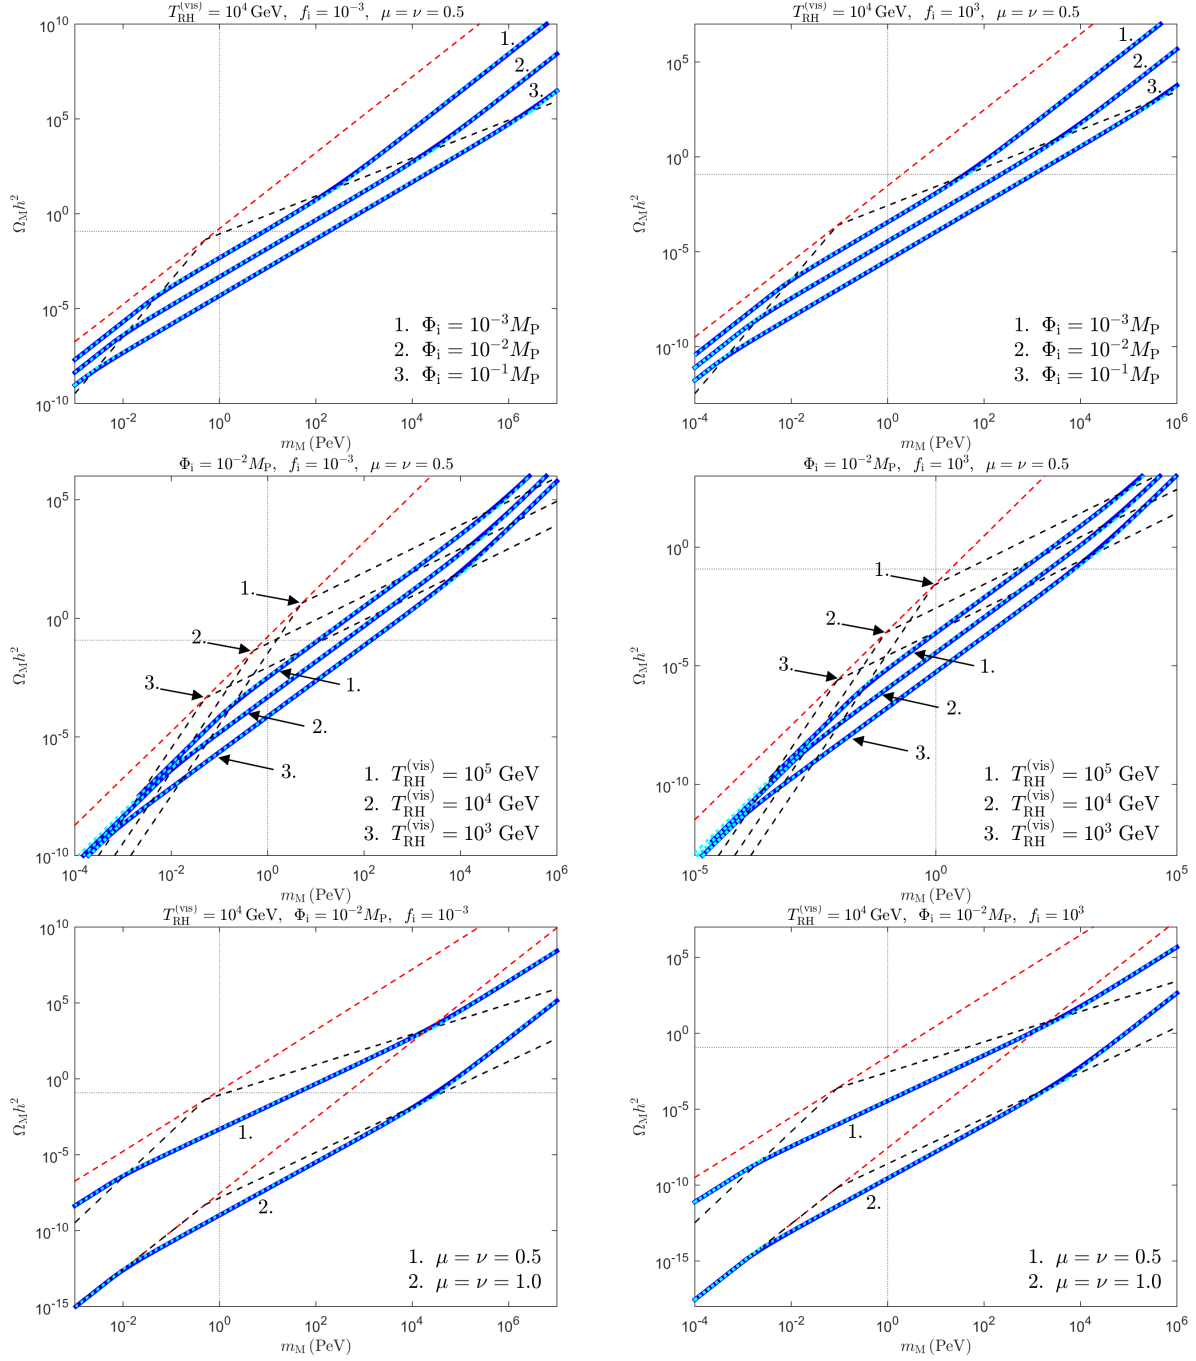 T_RH^(vis) = 10^4 GeV, f_i = 10^−3, μ = ν = 0.5
10^10
10^5
10^0
10^-5
10^-10
Ω_M h^2
1.
2.
3.
1. Φ_i = 10^−3 M_P
2. Φ_i = 10^−2 M_P
3. Φ_i = 10^−1 M_P
10^-2 10^0 10^2 10^4 10^6
m_M (PeV)
T_RH^(vis) = 10^4 GeV, f_i = 10^3, μ = ν = 0.5
10^5
10^0
10^-5
10^-10
Ω_M h^2
1.
2.
3.
1. Φ_i = 10^−3 M_P
2. Φ_i = 10^−2 M_P
3. Φ_i = 10^−1 M_P
10^-4 10^-2 10^0 10^2 10^4 10^6
m_M (PeV)
Φ_i = 10^−2 M_P, f_i = 10^−3, μ = ν = 0.5
10^5
10^0
10^-5
10^-10
Ω_M h^2
1.
2.
3.
1.
2.
3.
1. T_RH^(vis) = 10^5 GeV
2. T_RH^(vis) = 10^4 GeV
3. T_RH^(vis) = 10^3 GeV
10^-4 10^-2 10^0 10^2 10^4 10^6
m_M (PeV)
Φ_i = 10^−2 M_P, f_i = 10^3, μ = ν = 0.5
10^0
10^-5
10^-10
Ω_M h^2
1.
2.
3.
1.
2.
3.
1. T_RH^(vis) = 10^5 GeV
2. T_RH^(vis) = 10^4 GeV
3. T_RH^(vis) = 10^3 GeV
10^-5 10^0 10^5
m_M (PeV)
T_RH^(vis) = 10^4 GeV, Φ_i = 10^−2 M_P, f_i = 10^−3
10^10
10^5
10^0
10^-5
10^-10
10^-15
Ω_M h^2
1.
2.
1. μ = ν = 0.5
2. μ = ν = 1.0
10^-2 10^0 10^2 10^4 10^6
m_M (PeV)
T_RH^(vis) = 10^4 GeV, Φ_i = 10^−2 M_P, f_i = 10^3
10^5
10^0
10^-5
10^-10
10^-15
Ω_M h^2
1.
2.
1. μ = ν = 0.5
2. μ = ν = 1.0
10^-4 10^-2 10^0 10^2 10^4 10^6
m_M (PeV)